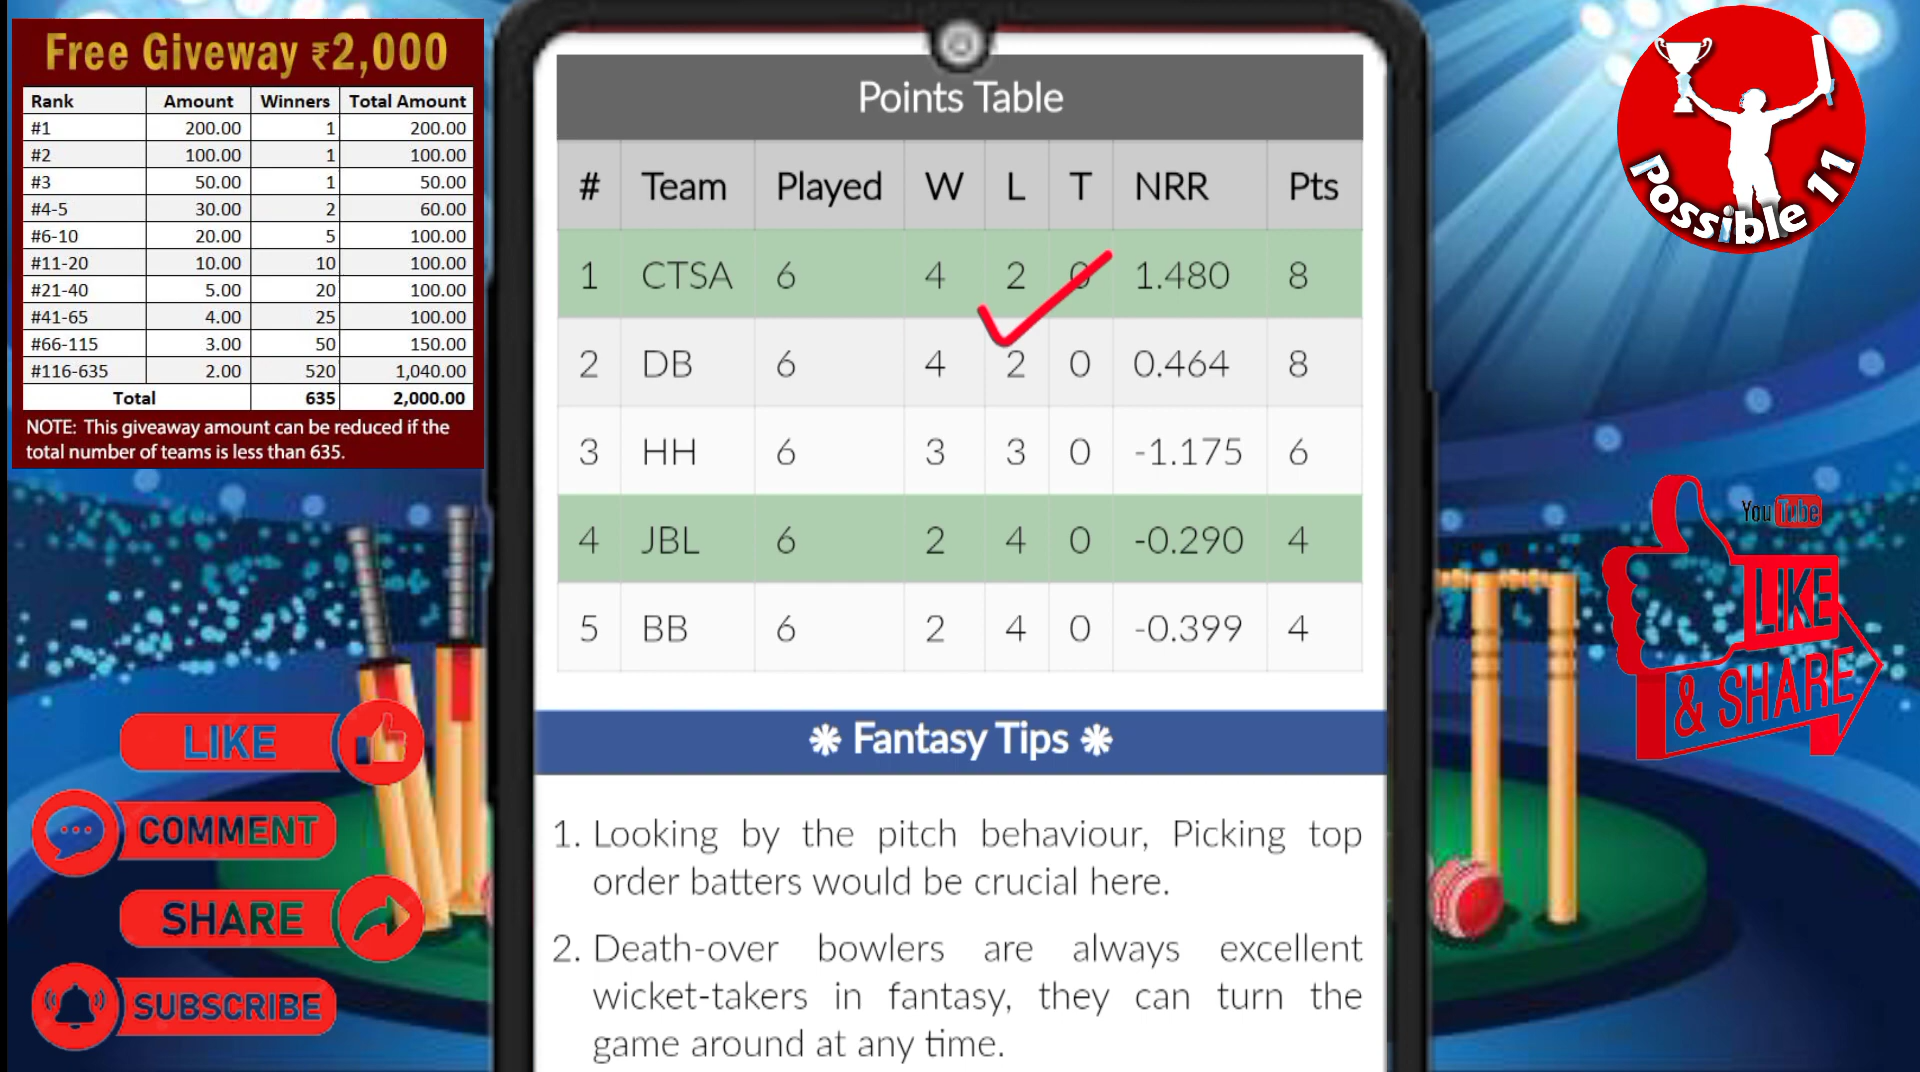 Free Giveway ₹2,000
Rank Amount Winners Total Amount
#1 200.00 1 200.00
#2 100.00 1 100.00
#3 50.00 1 50.00
#4-5 30.00 2 60.00
#6-10 20.00 5 100.00
#11-20 10.00 10 100.00
#21-40 5.00 20 100.00
#41-65 4.00 25 100.00
#66-115 3.00 50 150.00
#116-635 2.00 520 1,040.00
Total 635 2,000.00
NOTE: This giveaway amount can be reduced if the
total number of teams is less than 635.
LIKE
COMMENT
SHARE
SUBSCRIBE
Points Table
# Team Played W L T NRR Pts
1 CTSA 6 4 2 0 1.480 8
2 DB 6 4 2 0 0.464 8
3 HH 6 3 3 0 -1.175 6
4 JBL 6 2 4 0 -0.290 4
5 BB 6 2 4 0 -0.399 4
❋ Fantasy Tips ❋
1. Looking by the pitch behaviour, Picking top
order batters would be crucial here.
2. Death-over bowlers are always excellent
wicket-takers in fantasy, they can turn the
game around at any time.
Possible 11
YouTube
LIKE
& SHARE